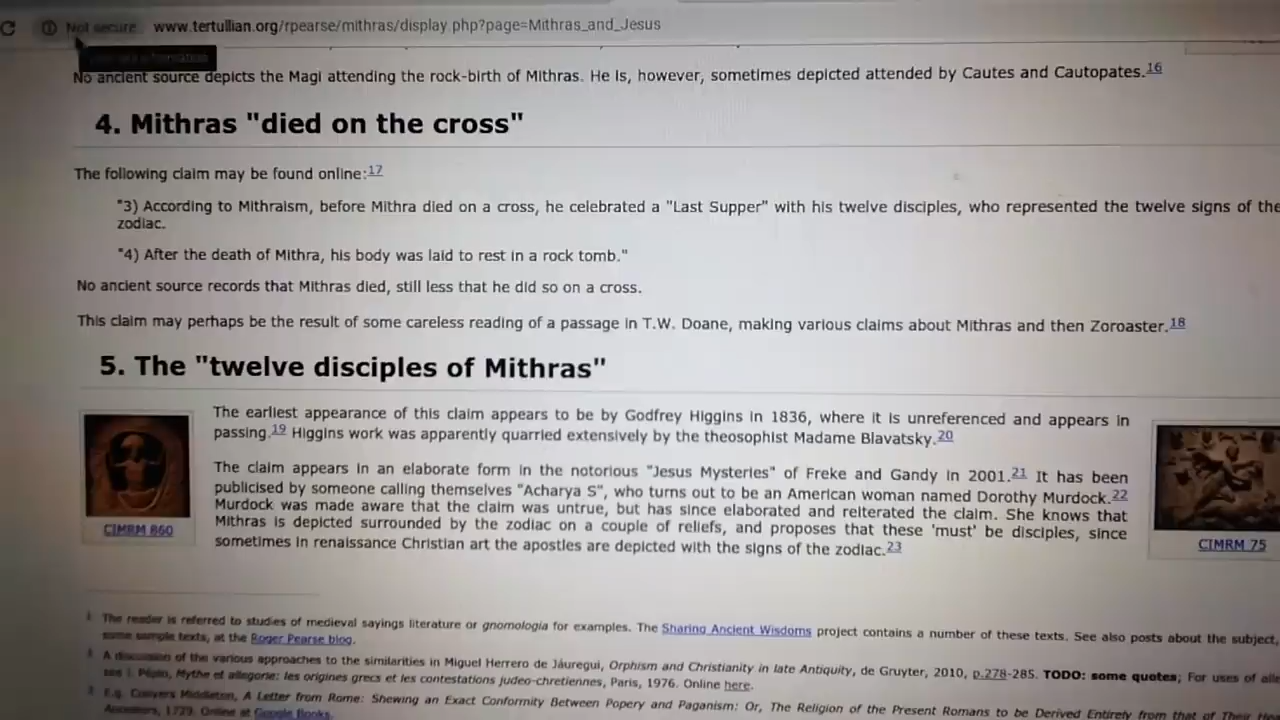 Not secure www.tertullian.org/rpearse/mithras/display.php?page=Mithras_and_Jesus
No ancient source depicts the Magi attending the rock-birth of Mithras. He is, however, sometimes depicted attended by Cautes and Cautopates.16
4. Mithras "died on the cross"
The following claim may be found online:17
"3) According to Mithraism, before Mithra died on a cross, he celebrated a "Last Supper" with his twelve disciples, who represented the twelve signs of the
zodiac.
"4) After the death of Mithra, his body was laid to rest in a rock tomb."
No ancient source records that Mithras died, still less that he did so on a cross.
This claim may perhaps be the result of some careless reading of a passage in T.W. Doane, making various claims about Mithras and then Zoroaster.18
5. The "twelve disciples of Mithras"
The earliest appearance of this claim appears to be by Godfrey Higgins in 1836, where it is unreferenced and appears in
passing.19 Higgins work was apparently quarried extensively by the theosophist Madame Blavatsky.20
The claim appears in an elaborate form in the notorious "Jesus Mysteries" of Freke and Gandy in 2001.21 It has been
publicised by someone calling themselves "Acharya S", who turns out to be an American woman named Dorothy Murdock.22
Murdock was made aware that the claim was untrue, but has since elaborated and reiterated the claim. She knows that
Mithras is depicted surrounded by the zodiac on a couple of reliefs, and proposes that these 'must' be disciples, since
sometimes in renaissance Christian art the apostles are depicted with the signs of the zodiac.23
CIMRM 860
CIMRM 75
1 The reader is referred to studies of medieval sayings literature or gnomologia for examples. The Sharing Ancient Wisdoms project contains a number of these texts. See also posts about the subject,
some sample texts, at the Roger Pearse blog.
2 A discussion of the various approaches to the similarities in Miguel Herrero de Jáuregui, Orphism and Christianity in late Antiquity, de Gruyter, 2010, p.278-285. TODO: some quotes; For uses of
see J. Pépin, Mythe et allegorie: les origines grecs et les contestations judeo-chretiennes, Paris, 1976. Online here.
3 E.g. Conyers Middleton, A Letter from Rome: Shewing an Exact Conformity Between Popery and Paganism: Or, The Religion of the Present Romans to be Derived Entirely from that of Their
Ancestors, 1729. Online at Google Books.